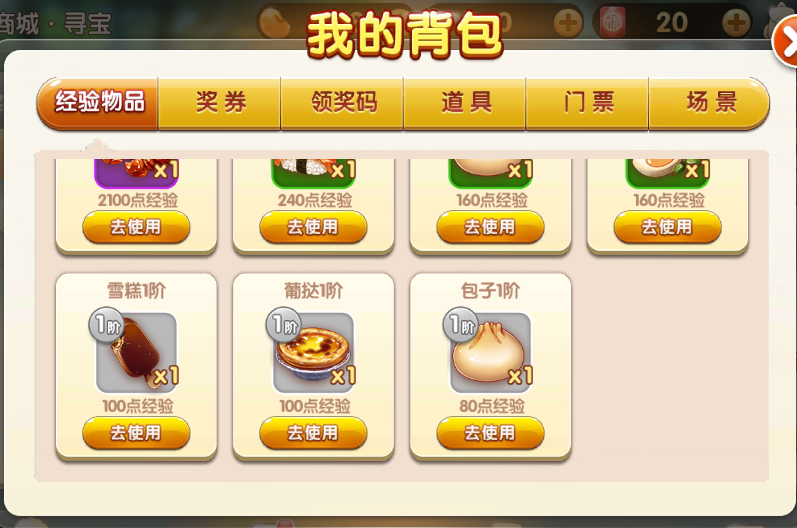 商城·寻宝
20
我的背包
经验物品 奖券 领奖码 道具 门票 场景
x1 x1 x1 x1
2100点经验 240点经验 160点经验 160点经验
去使用 去使用 去使用 去使用
雪糕1阶 葡挞1阶 包子1阶
1阶 1阶 1阶
x1 x1 x1
100点经验 100点经验 80点经验
去使用 去使用 去使用